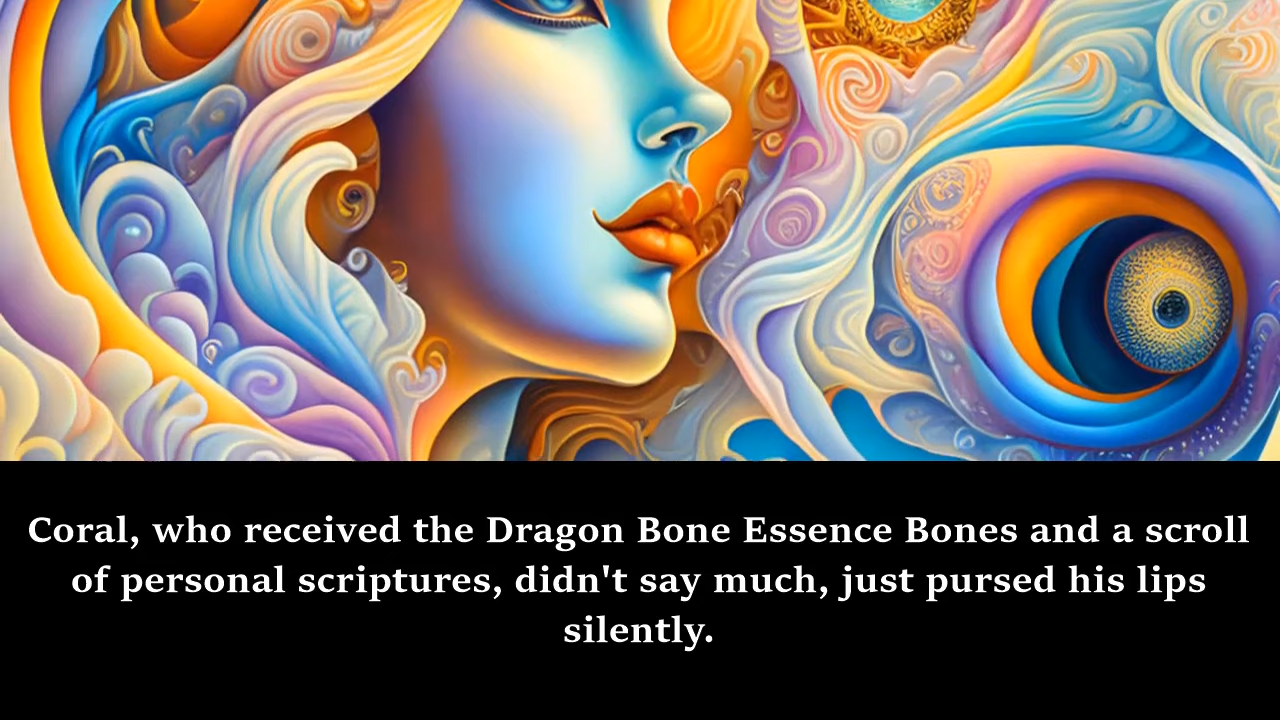 Coral, who received the Dragon Bone Essence Bones and a scroll
of personal scriptures, didn't say much, just pursed his lips
silently.